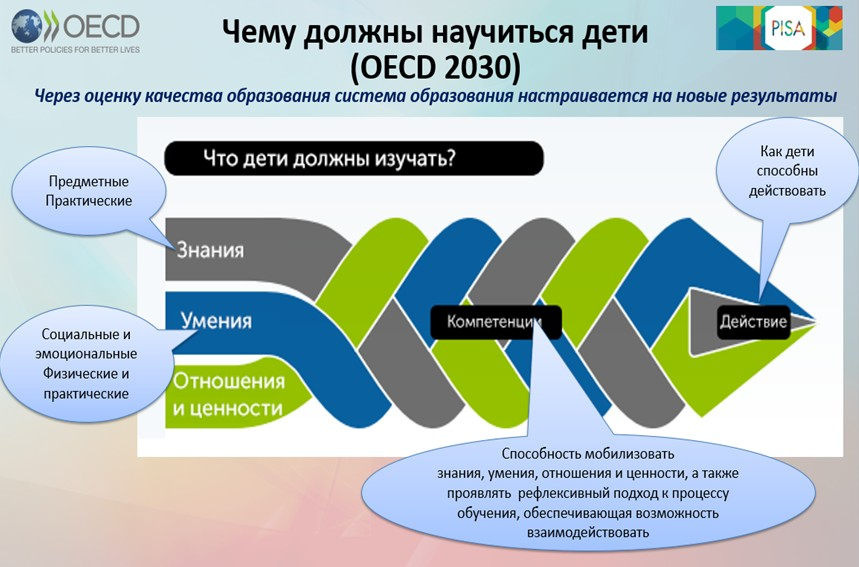 OECD
BETTER POLICIES FOR BETTER LIVES
PISA
Чему должны научиться дети
(OECD 2030)
Через оценку качества образования система образования настраивается на новые результаты
Что дети должны изучать?
Предметные
Практические
Как дети
способны
действовать
Знания
Умения
Компетенции
Действие
Социальные и
эмоциональные
Физические и
практические
Отношения
и ценности
Способность мобилизовать
знания, умения, отношения и ценности, а также
проявлять рефлексивный подход к процессу
обучения, обеспечивающая возможность
взаимодействовать